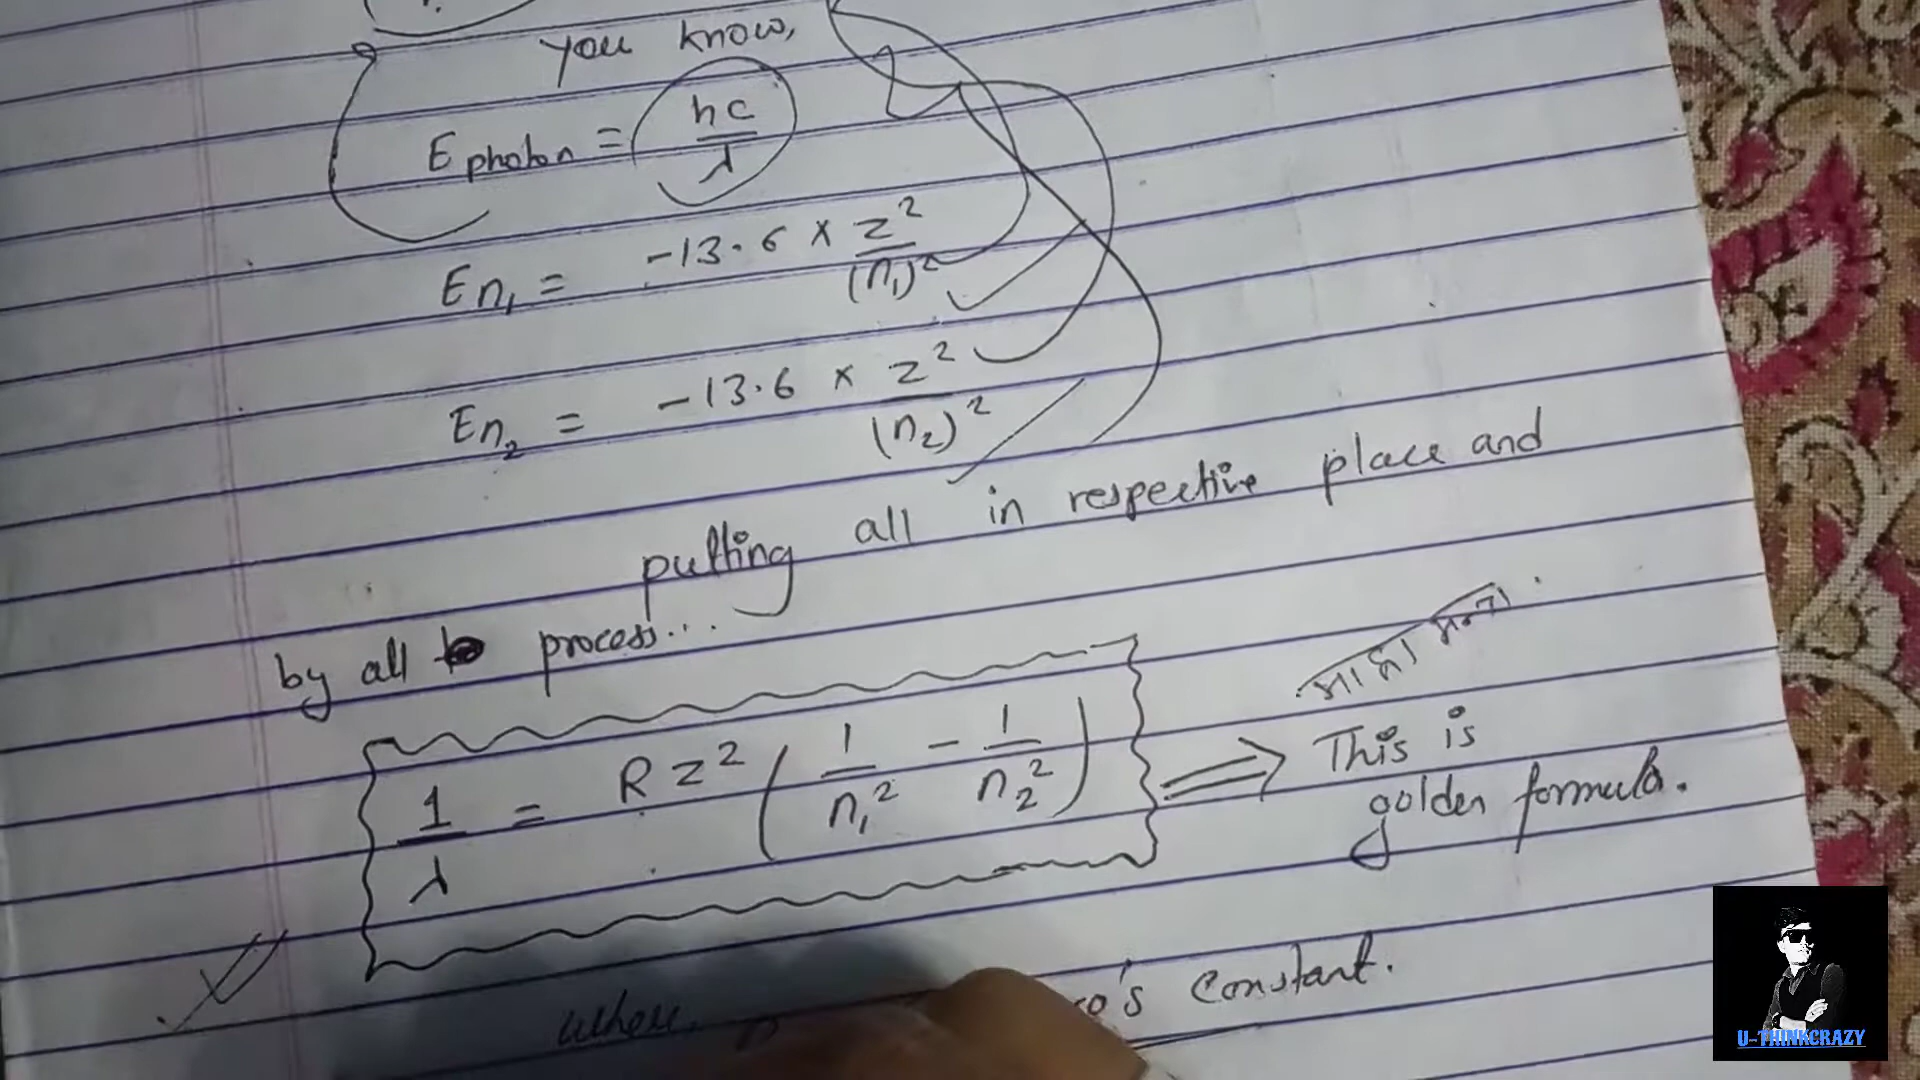 you know,
E photon = hc/λ
En₁ = -13.6 × z²/(n₁)²
En₂ = -13.6 × z²/(n₂)²
putting all in respective place and
by all process...
1/λ = R z² (1/n₁² - 1/n₂²) ⇒ This is
golden formula.
where, constant.
U-THINKCRAZY